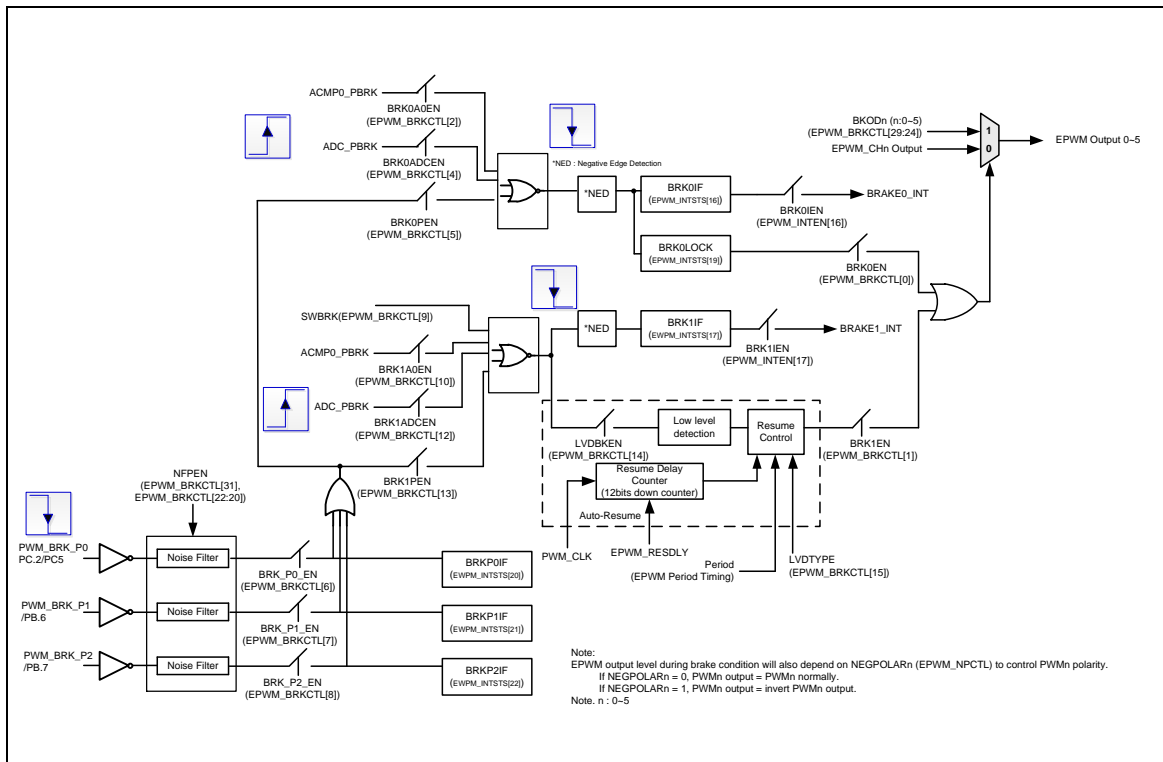 ACMP0_PBRK
BRK0A0EN
(EPWM_BRKCTL[2])
ADC_PBRK
BRK0ADCEN
(EPWM_BRKCTL[4])
BRK0PEN
(EPWM_BRKCTL[5])
*NED : Negative Edge Detection
*NED
BRK0IF
(EPWM_INTSTS[16])
BRK0IEN
(EPWM_INTEN[16])
BRAKE0_INT
BRK0LOCK
(EPWM_INTSTS[19])
BRK0EN
(EPWM_BRKCTL[0])
BKODn (n:0~5)
(EPWM_BRKCTL[29:24])
EPWM_CHn Output
1
0
EPWM Output 0~5
SWBRK(EPWM_BRKCTL[9])
ACMP0_PBRK
BRK1A0EN
(EPWM_BRKCTL[10])
ADC_PBRK
BRK1ADCEN
(EPWM_BRKCTL[12])
BRK1PEN
(EPWM_BRKCTL[13])
*NED
BRK1IF
(EWPM_INTSTS[17])
BRK1IEN
(EPWM_INTEN[17])
BRAKE1_INT
LVDBKEN
(EPWM_BRKCTL[14])
Low level
detection
Resume
Control
BRK1EN
(EPWM_BRKCTL[1])
Resume Delay
Counter
(12bits down counter)
Auto-Resume
PWM_CLK
EPWM_RESDLY
Period
(EPWM Period Timing)
LVDTYPE
(EPWM_BRKCTL[15])
NFPEN
(EPWM_BRKCTL[31],
EPWM_BRKCTL[22:20])
PWM_BRK_P0
PC.2/PC5
Noise Filter
BRK_P0_EN
(EPWM_BRKCTL[6])
BRKP0IF
(EWPM_INTSTS[20])
PWM_BRK_P1
/PB.6
Noise Filter
BRK_P1_EN
(EPWM_BRKCTL[7])
BRKP1IF
(EWPM_INTSTS[21])
PWM_BRK_P2
/PB.7
Noise Filter
BRK_P2_EN
(EPWM_BRKCTL[8])
BRKP2IF
(EWPM_INTSTS[22])
Note:
EPWM output level during brake condition will also depend on NEGPOLARn (EPWM_NPCTL) to control PWMn polarity.
If NEGPOLARn = 0, PWMn output = PWMn normally.
If NEGPOLARn = 1, PWMn output = invert PWMn output.
Note. n : 0~5